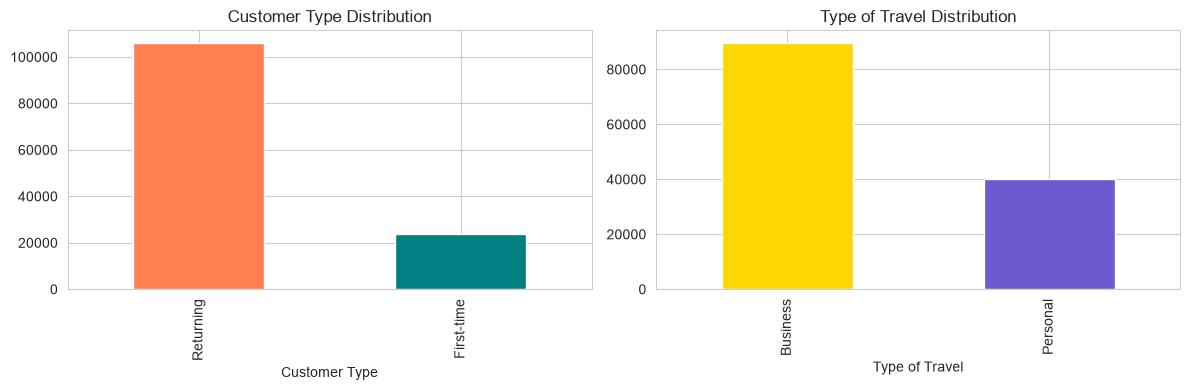 Customer Type Distribution
100000
80000
60000
40000
20000
0
Returning
First-time
Customer Type
Type of Travel Distribution
80000
60000
40000
20000
0
Business
Personal
Type of Travel